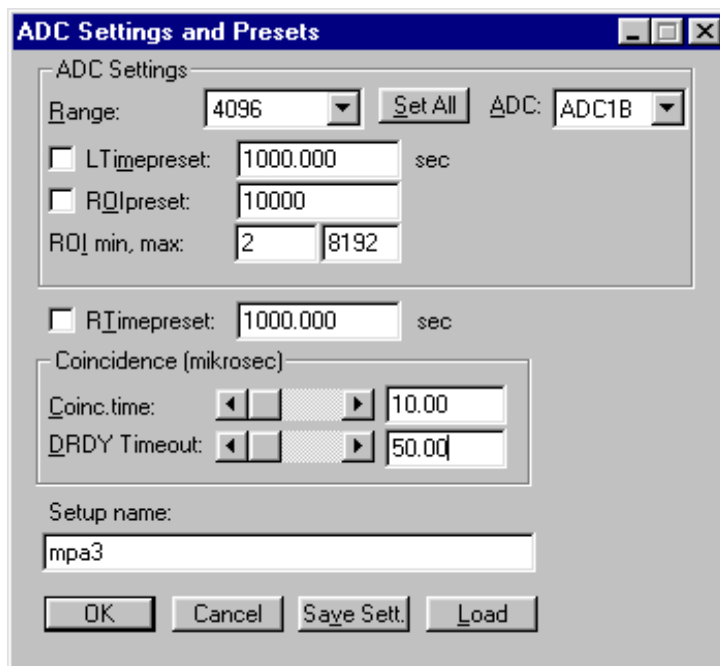 ADC Settings and Presets
ADC Settings
Range: 4096 Set All ADC: ADC1B
LTimepreset: 1000.000 sec
ROIpreset: 10000
ROI min, max: 2 8192
RTimepreset: 1000.000 sec
Coincidence (mikrosec)
Coinc.time: 10.00
DRDY Timeout: 50.00
Setup name:
mpa3
OK Cancel Save Sett. Load